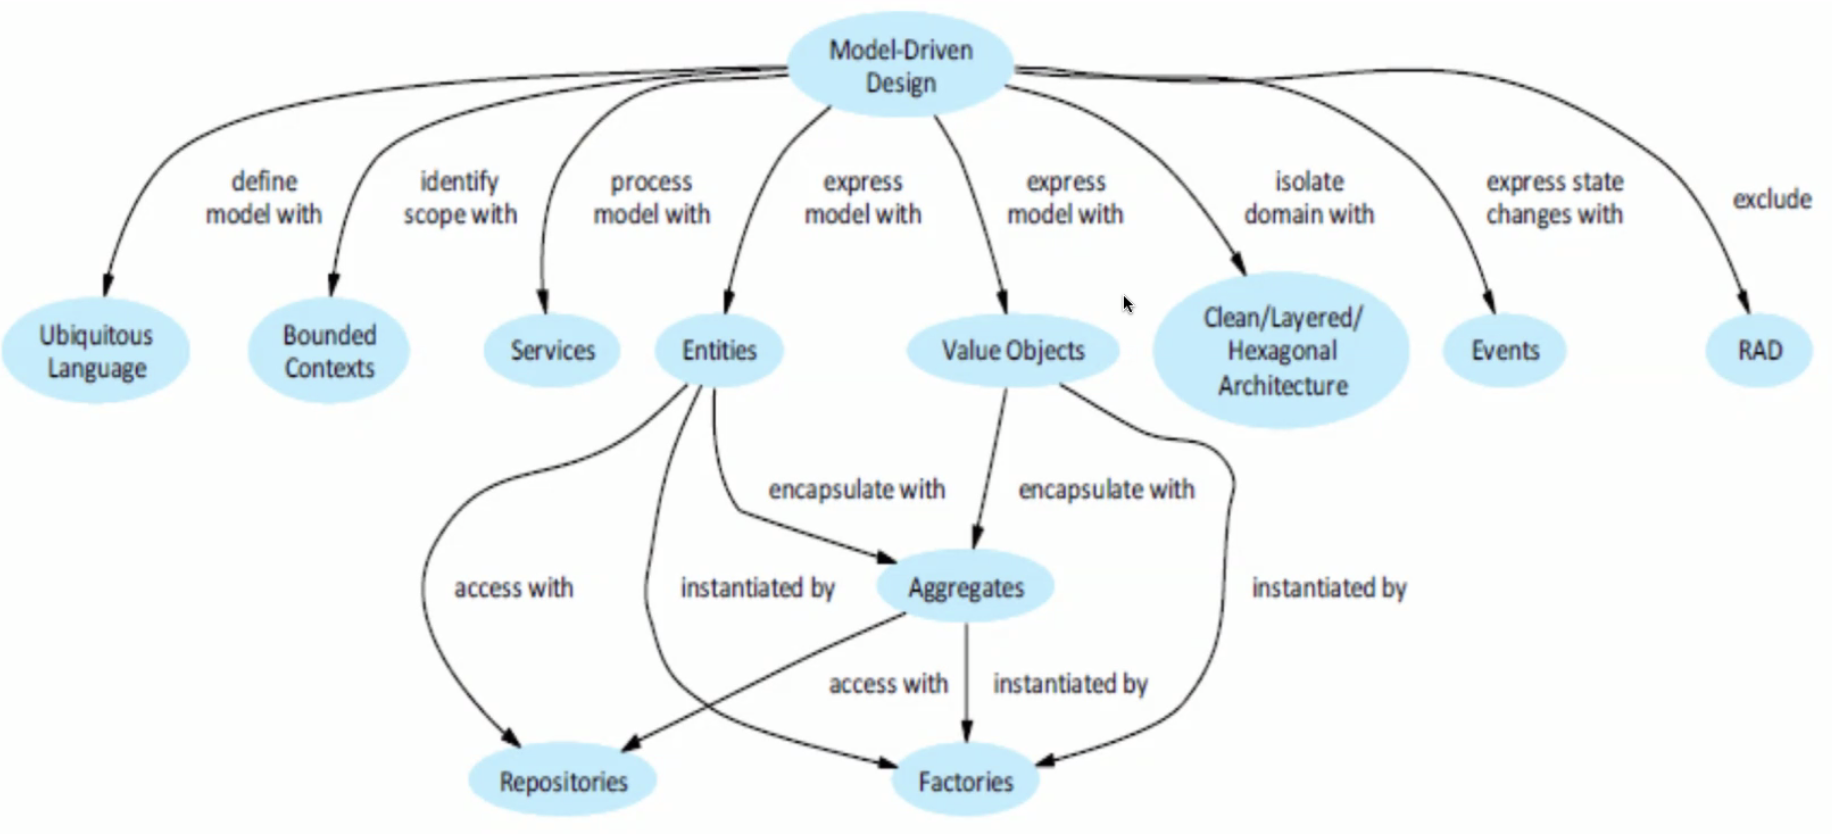 Model-Driven
Design
define
model with
identify
scope with
process
model with
express
model with
express
model with
isolate
domain with
express state
changes with
exclude
Ubiquitous
Language
Bounded
Contexts
Services
Entities
Value Objects
Clean/Layered/
Hexagonal
Architecture
Events
RAD
encapsulate with
encapsulate with
access with
instantiated by
Aggregates
instantiated by
access with
instantiated by
Repositories
Factories